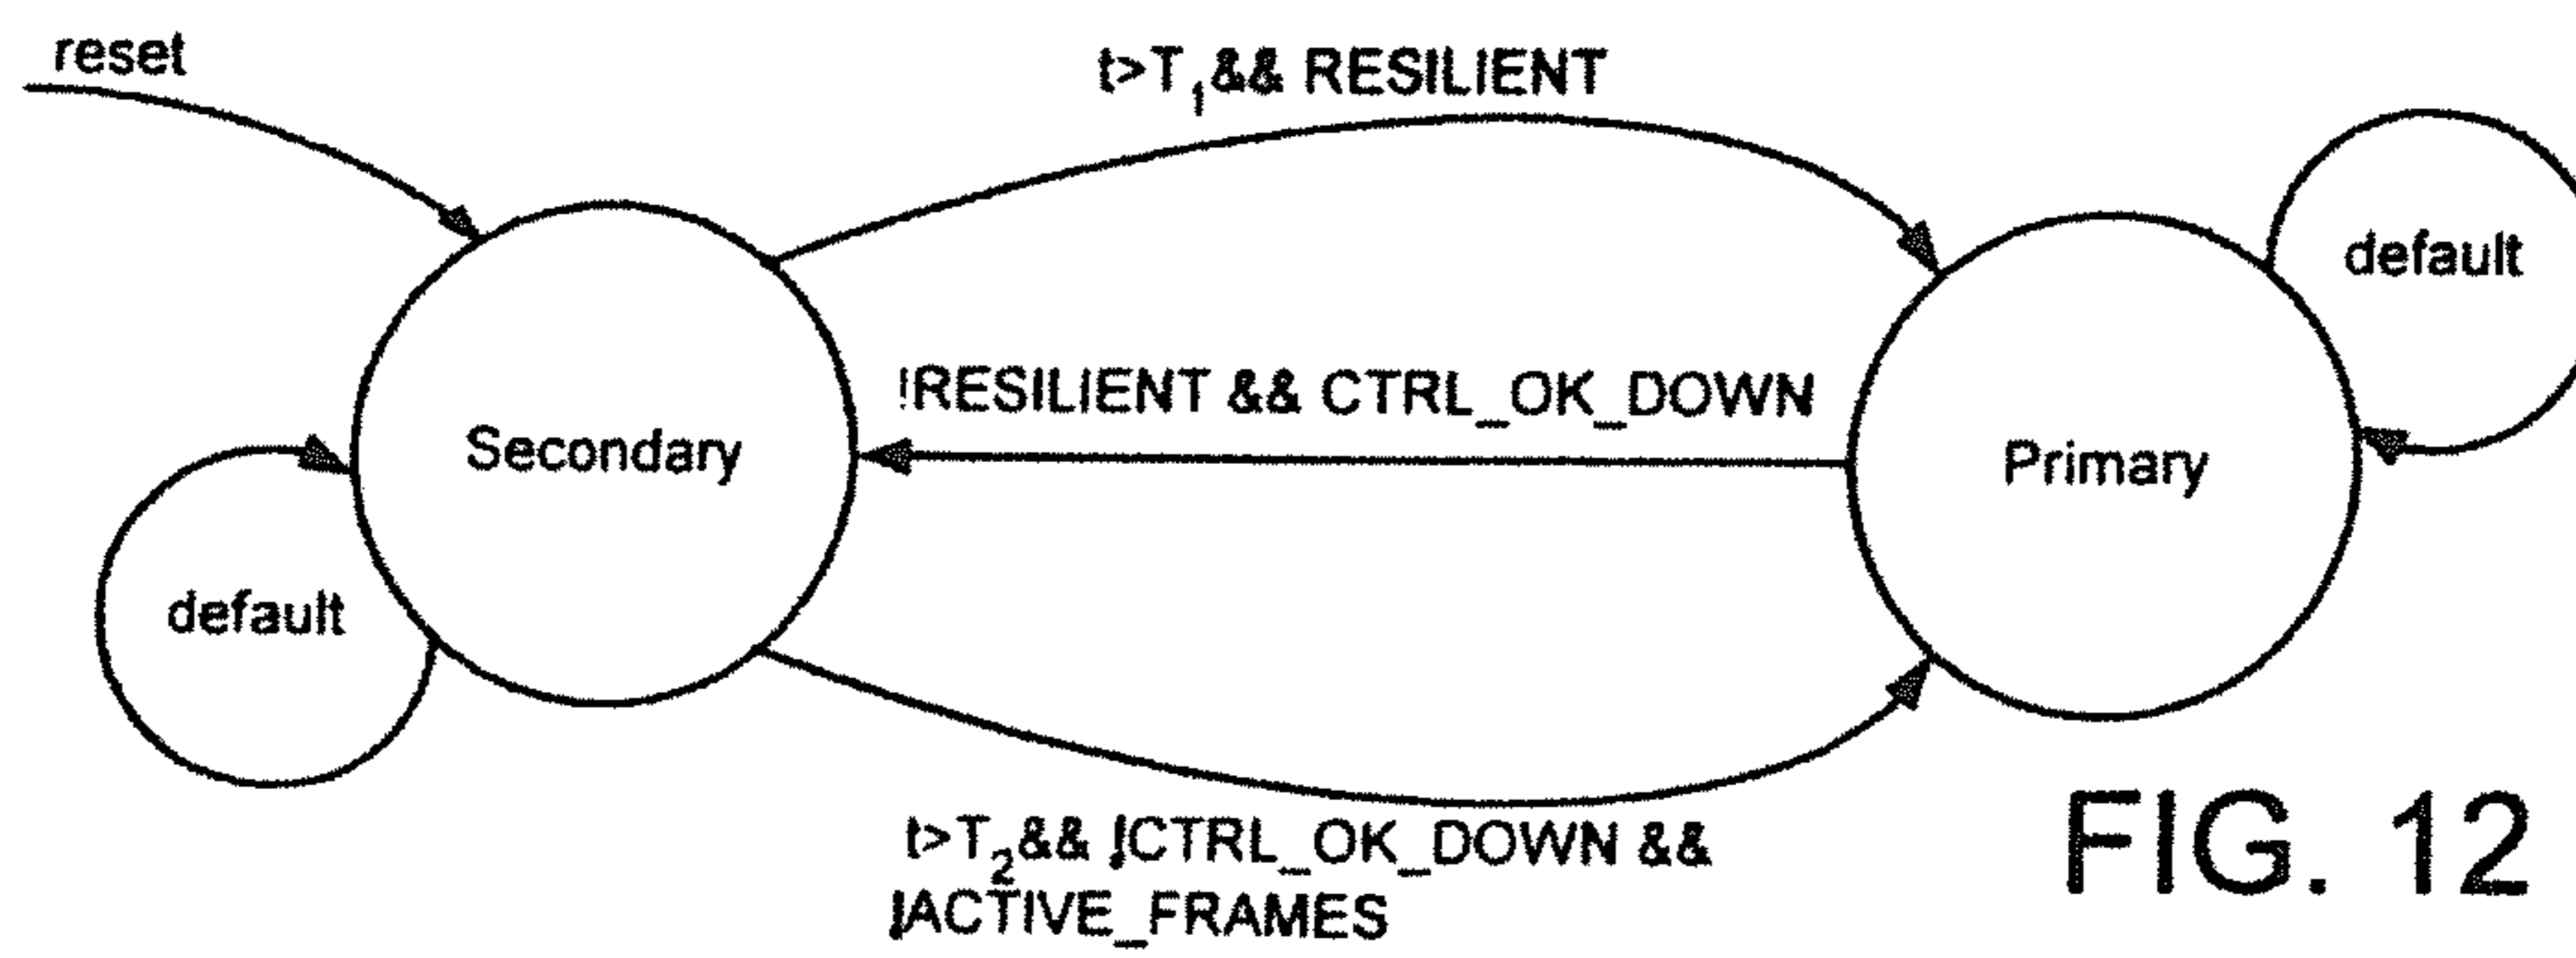 reset
t>T₁&& RESILIENT
default
!RESILIENT && CTRL_OK_DOWN
Secondary
Primary
default
t>T₂&& !CTRL_OK_DOWN &&
!ACTIVE_FRAMES
FIG. 12